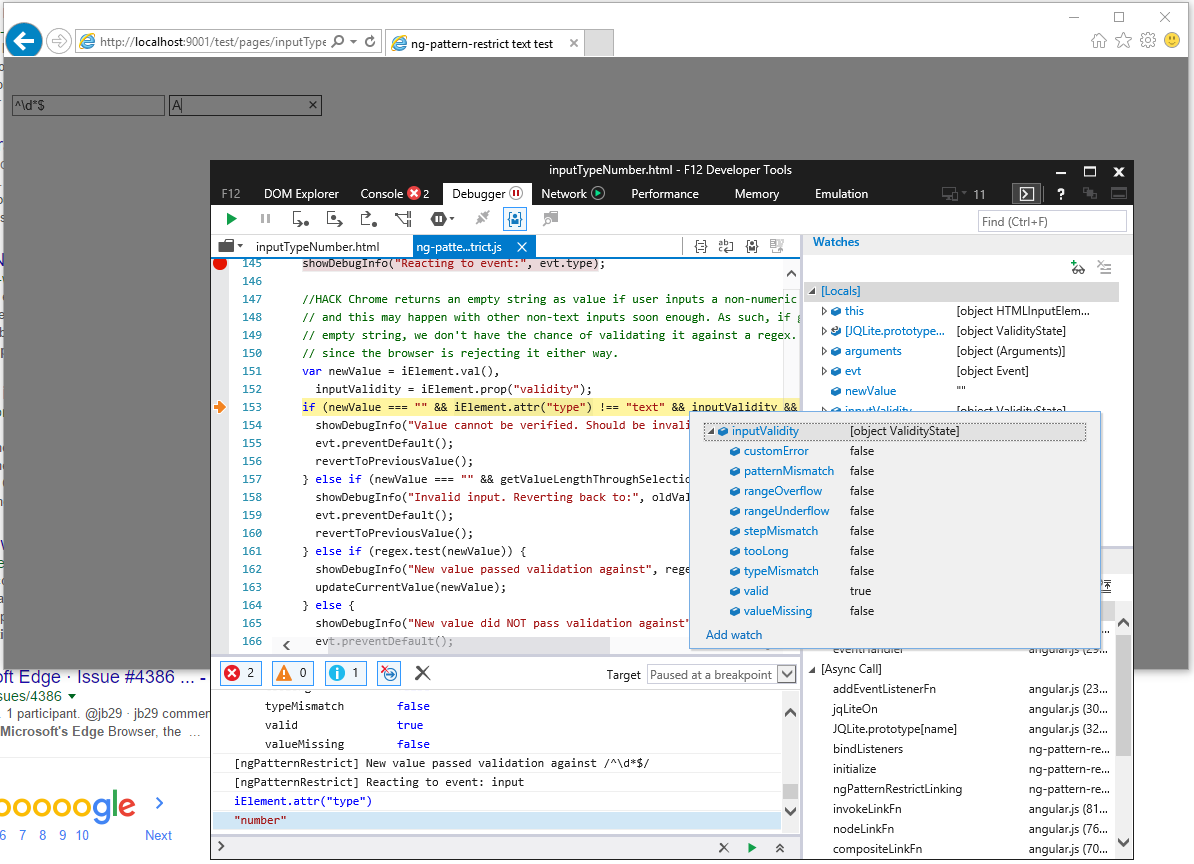 http://localhost:9001/test/pages/inputType
ng-pattern-restrict text test
^\d*$
A
inputTypeNumber.html - F12 Developer Tools
F12 DOM Explorer Console 2 Debugger Network Performance Memory Emulation 11 ?
Find (Ctrl+F)
inputTypeNumber.html ng-patte...trict.js
145 showDebugInfo("Reacting to event:", evt.type);
146
147 //HACK Chrome returns an empty string as value if user inputs a non-numeric
148 // and this may happen with other non-text inputs soon enough. As such, if g
149 // empty string, we don't have the chance of validating it against a regex.
150 // since the browser is rejecting it either way.
151 var newValue = iElement.val(),
152 inputValidity = iElement.prop("validity");
153 if (newValue === "" && iElement.attr("type") !== "text" && inputValidity &&
154 showDebugInfo("Value cannot be verified. Should be invali
155 evt.preventDefault();
156 revertToPreviousValue();
157 } else if (newValue === "" && getValueLengthThroughSelectio
158 showDebugInfo("Invalid input. Reverting back to:", oldVal
159 evt.preventDefault();
160 revertToPreviousValue();
161 } else if (regex.test(newValue)) {
162 showDebugInfo("New value passed validation against", rege
163 updateCurrentValue(newValue);
164 } else {
165 showDebugInfo("New value did NOT pass validation against"
166 evt.preventDefault();
Watches
[Locals]
this [object HTMLInputElem...
[JQLite.prototype... [object ValidityState]
arguments [object (Arguments)]
evt [object Event]
newValue ""
inputValidity [object ValidityState]
inputValidity [object ValidityState]
customError false
patternMismatch false
rangeOverflow false
rangeUnderflow false
stepMismatch false
tooLong false
typeMismatch false
valid true
valueMissing false
Add watch
2 0 1
Target Paused at a breakpoint
typeMismatch false
valid true
valueMissing false
[ngPatternRestrict] New value passed validation against /^\d*$/
[ngPatternRestrict] Reacting to event: input
iElement.attr("type")
"number"
eventHandler angular.js (29...
[Async Call]
addEventListenerFn angular.js (23...
jqLiteOn angular.js (30...
JQLite.prototype[name] angular.js (32...
bindListeners ng-pattern-re...
initialize ng-pattern-re...
ngPatternRestrictLinking ng-pattern-re...
invokeLinkFn angular.js (81...
nodeLinkFn angular.js (76...
compositeLinkFn angular.js (70...
oft Edge · Issue #4386 ... -
sues/4386
, 1 participant. @jb29 · jb29 commen
Microsoft's Edge Browser, the ...
oooooogle
6 7 8 9 10 Next